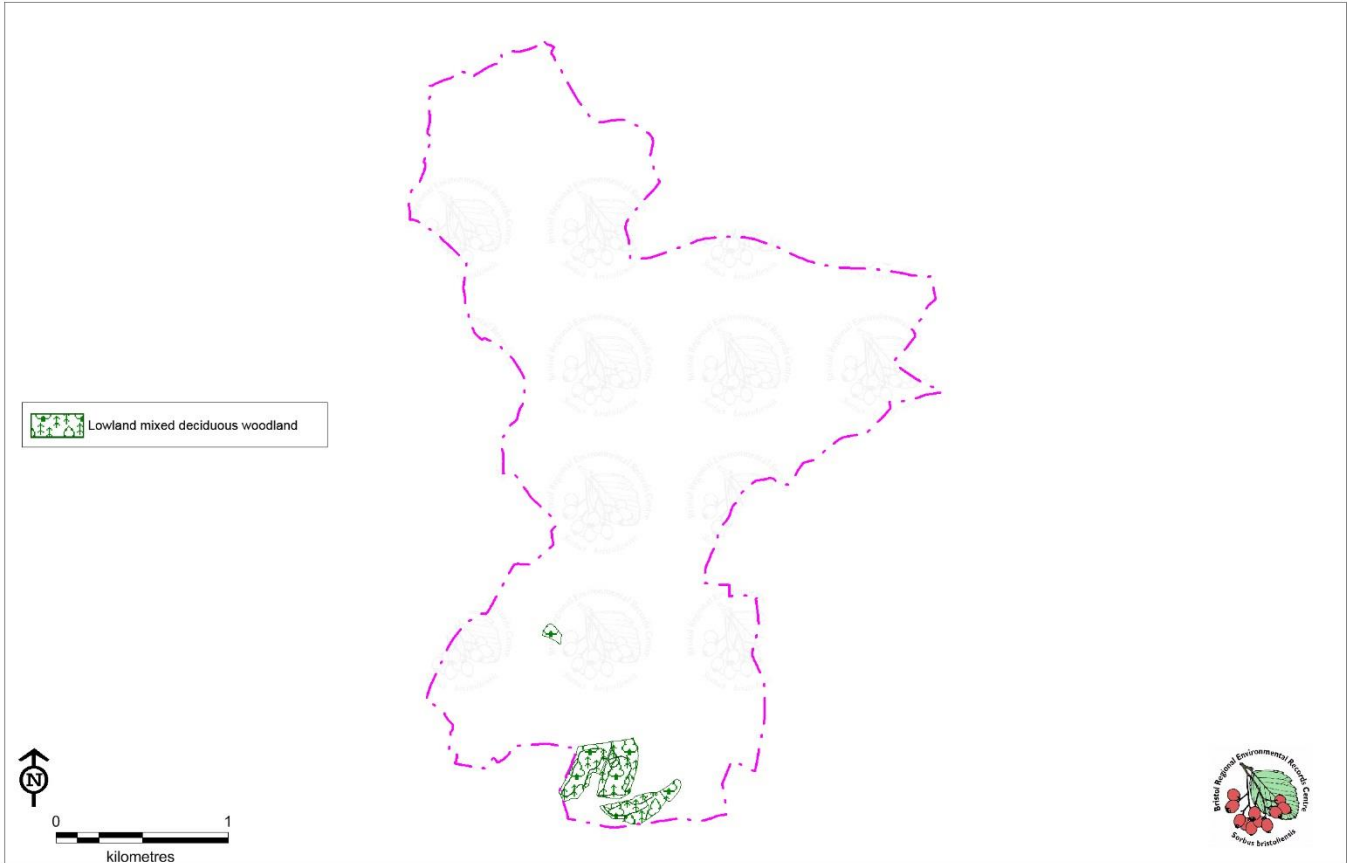 Lowland mixed deciduous woodland
N
0 1
kilometres
Bristol Regional Environmental Records Centre
Sorbus bristoliensis